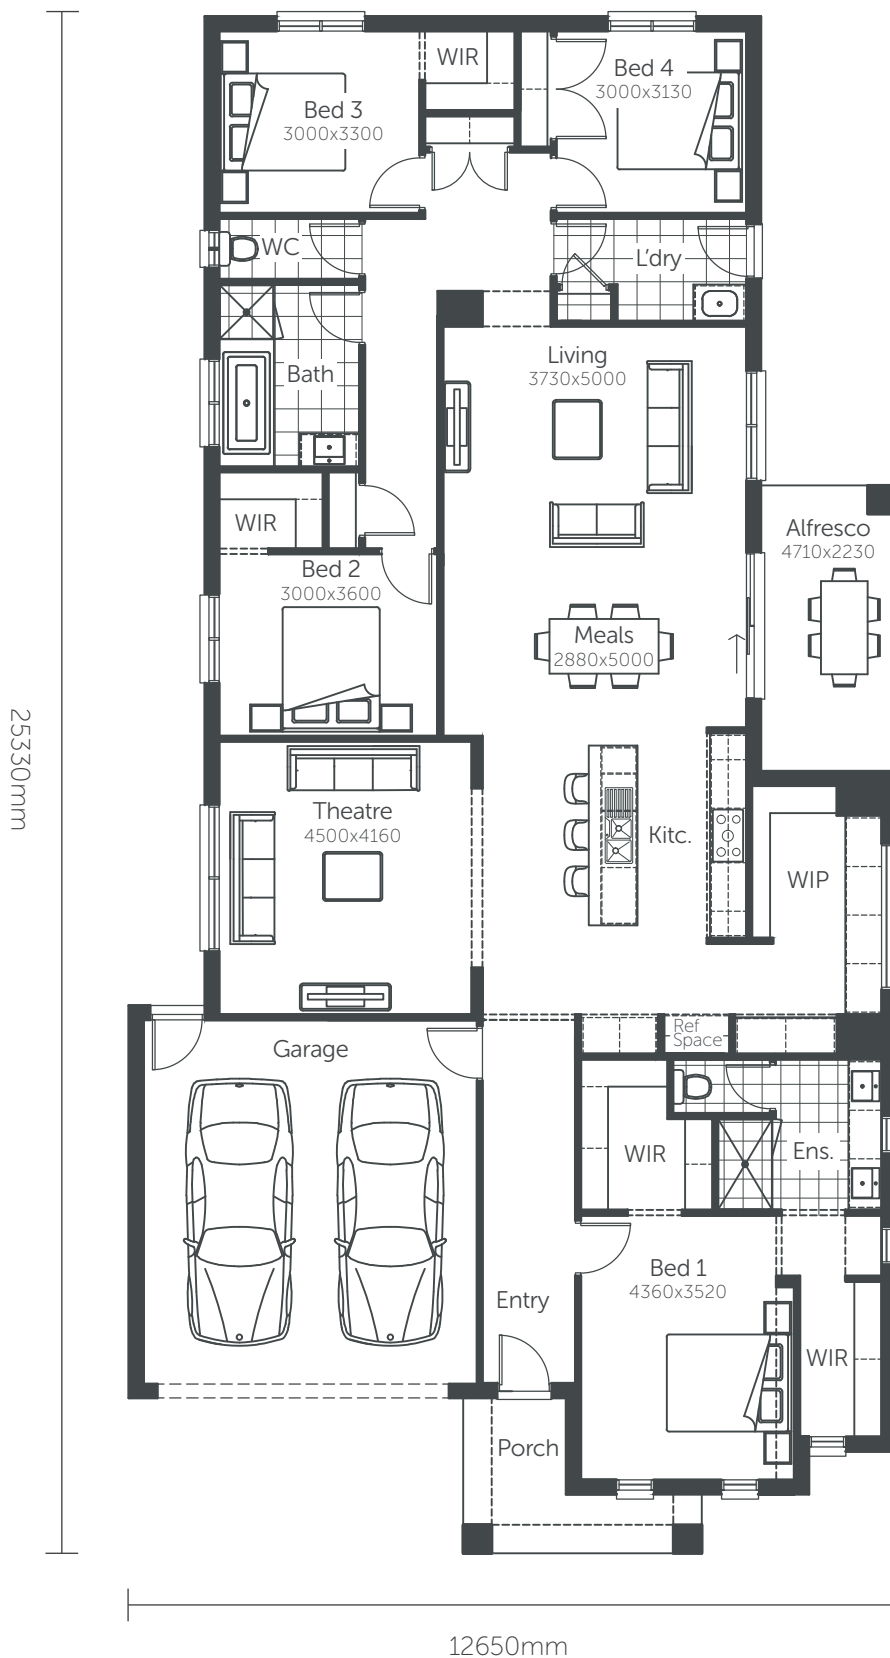 WIR
Bed 4
3000x3130
Bed 3
3000x3300
WC
L'dry
Living
3730x5000
Bath
WIR
Alfresco
4710x2230
Bed 2
3000x3600
Meals
2880x5000
25330mm
Theatre
4500x4160
Kitc.
WIP
Ref
Space
Garage
WIR
Ens.
Bed 1
4360x3520
Entry
WIR
Porch
12650mm